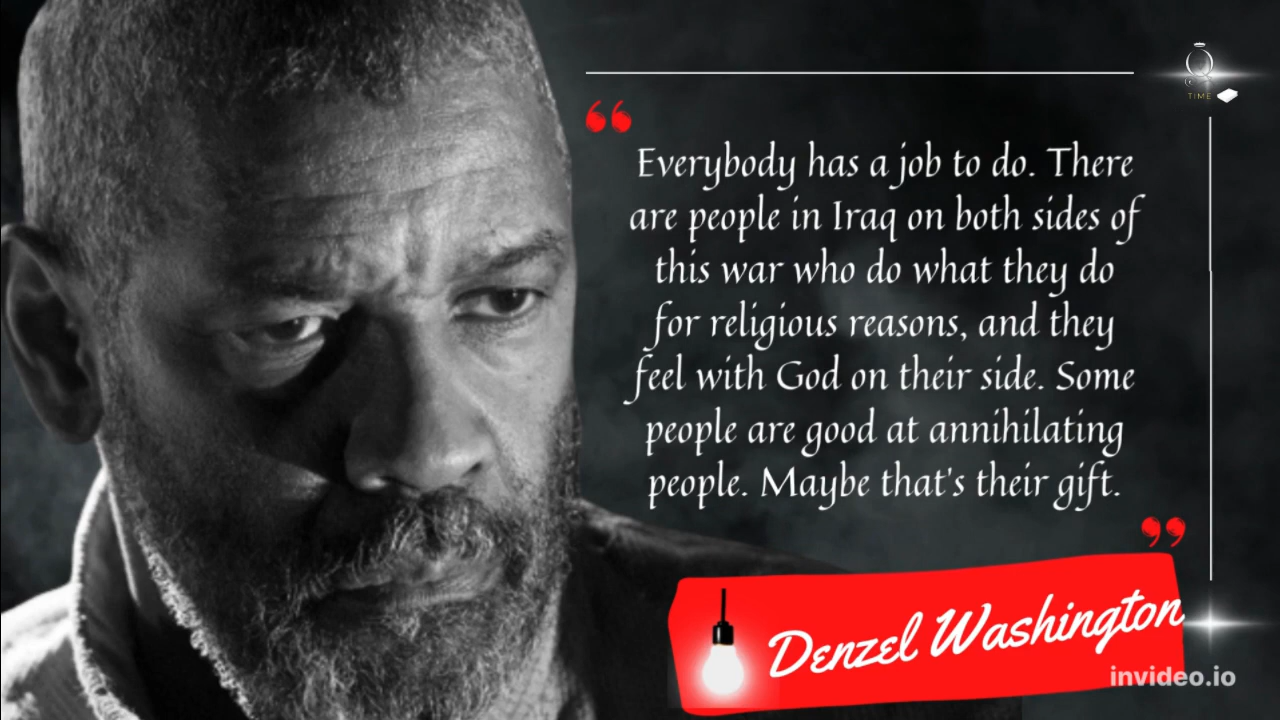 TIME
“
Everybody has a job to do. There
are people in Iraq on both sides of
this war who do what they do
for religious reasons, and they
feel with God on their side. Some
people are good at annihilating
people. Maybe that's their gift.
”
Denzel Washington
invideo.io